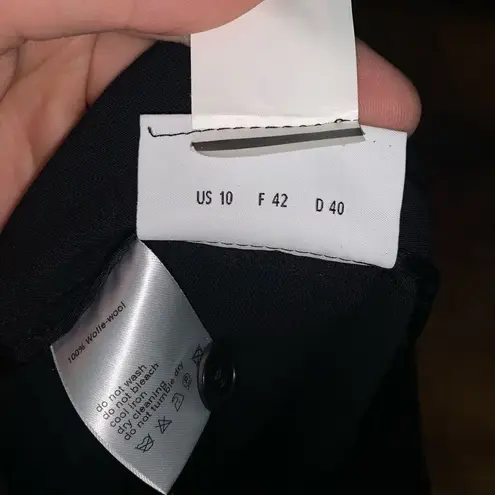 US 10 F 42 D 40
100% Wolle-wool
do not wash
do not bleach
cool iron
dry cleaning
do not tumble dry